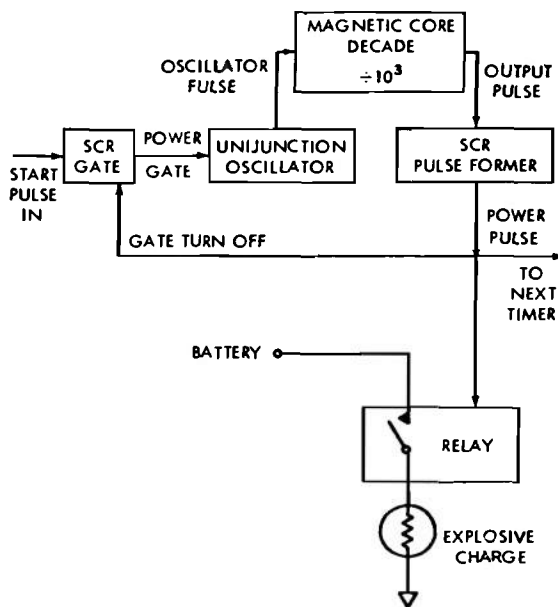 MAGNETIC CORE
DECADE
÷10³
OSCILLATOR
FULSE
OUTPUT
PULSE
SCR
GATE
POWER
GATE
UNIJUNCTION
OSCILLATOR
SCR
PULSE FORMER
START
PULSE
IN
POWER
PULSE
GATE TURN OFF
TO
NEXT
TIMER
BATTERY
RELAY
EXPLOSIVE
CHARGE